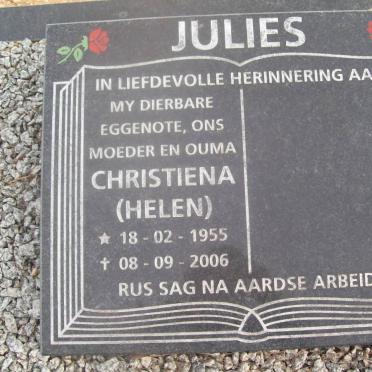 JULIES
IN LIEFDEVOLLE HERINNERING AA
MY DIERBARE
EGGENOTE, ONS
MOEDER EN OUMA
CHRISTIENA
(HELEN)
★ 18 - 02 - 1955
✝ 08 - 09 - 2006
RUS SAG NA AARDSE ARBEID